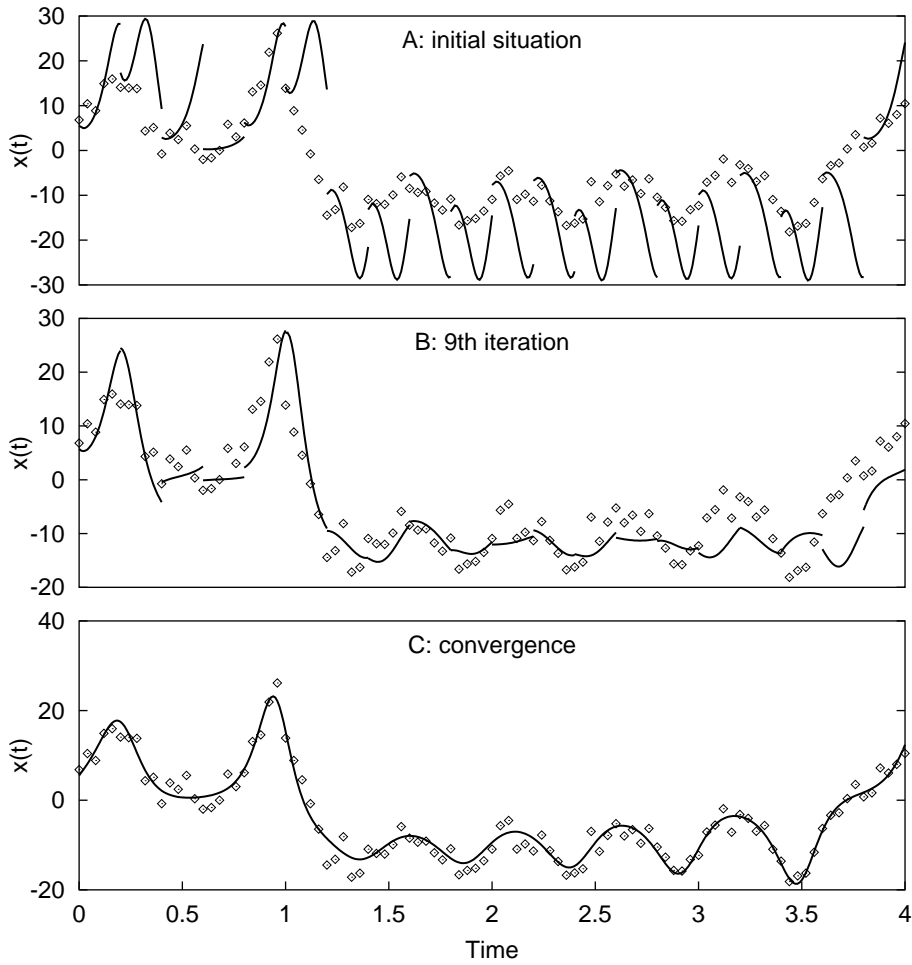 A: initial situation
30
20
10
0
-10
-20
-30
x(t)
B: 9th iteration
30
20
10
0
-10
-20
x(t)
C: convergence
40
20
0
-20
x(t)
0 0.5 1 1.5 2 2.5 3 3.5 4
Time